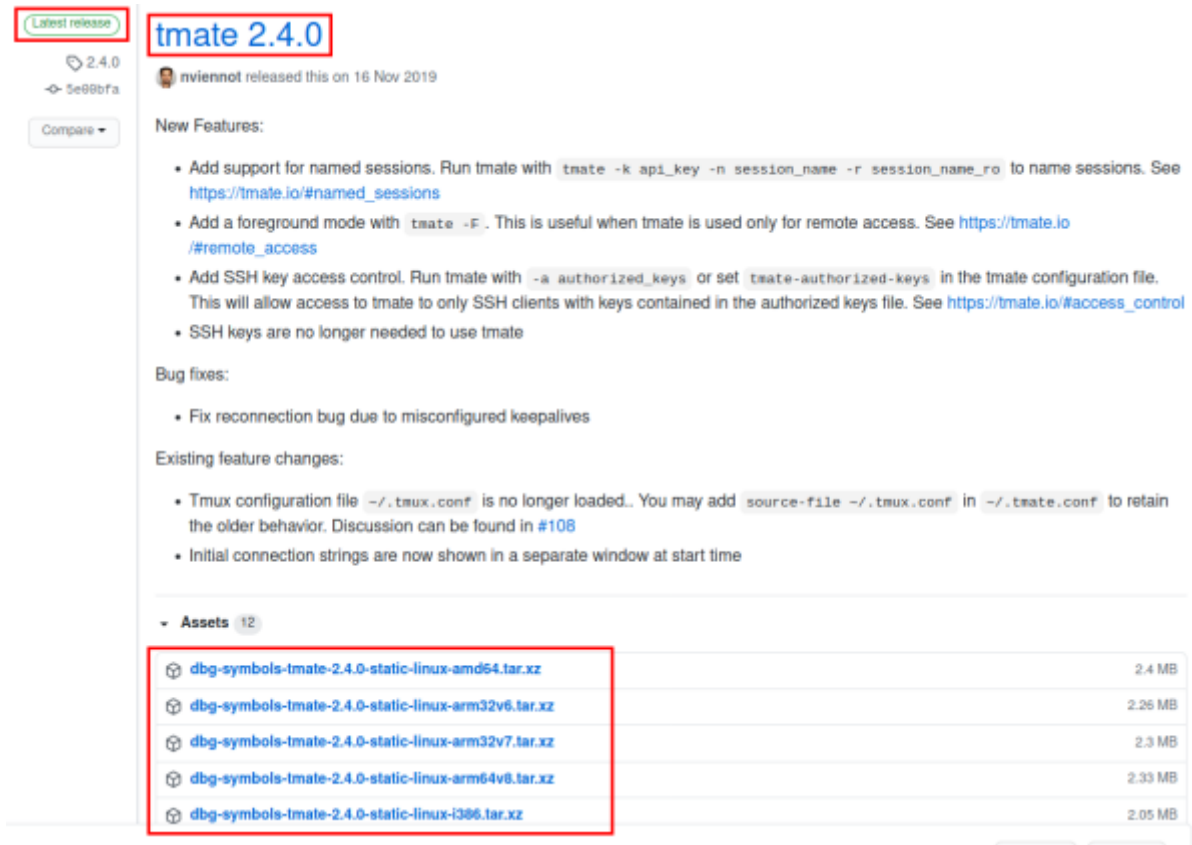 Latest release
2.4.0
5e00bfa
Compare
tmate 2.4.0
nviennot released this on 16 Nov 2019
New Features:
• Add support for named sessions. Run tmate with tmate -k api_key -n session_name -r session_name_ro to name sessions. See
https://tmate.io/#named_sessions
• Add a foreground mode with tmate -F . This is useful when tmate is used only for remote access. See https://tmate.io
/#remote_access
• Add SSH key access control. Run tmate with -a authorized_keys or set tmate-authorized-keys in the tmate configuration file.
This will allow access to tmate to only SSH clients with keys contained in the authorized keys file. See https://tmate.io/#access_control
• SSH keys are no longer needed to use tmate
Bug fixes:
• Fix reconnection bug due to misconfigured keepalives
Existing feature changes:
• Tmux configuration file ~/.tmux.conf is no longer loaded.. You may add source-file ~/.tmux.conf in ~/.tmate.conf to retain
the older behavior. Discussion can be found in #108
• Initial connection strings are now shown in a separate window at start time
Assets 12
dbg-symbols-tmate-2.4.0-static-linux-amd64.tar.xz 2.4 MB
dbg-symbols-tmate-2.4.0-static-linux-arm32v6.tar.xz 2.26 MB
dbg-symbols-tmate-2.4.0-static-linux-arm32v7.tar.xz 2.3 MB
dbg-symbols-tmate-2.4.0-static-linux-arm64v8.tar.xz 2.33 MB
dbg-symbols-tmate-2.4.0-static-linux-i386.tar.xz 2.05 MB